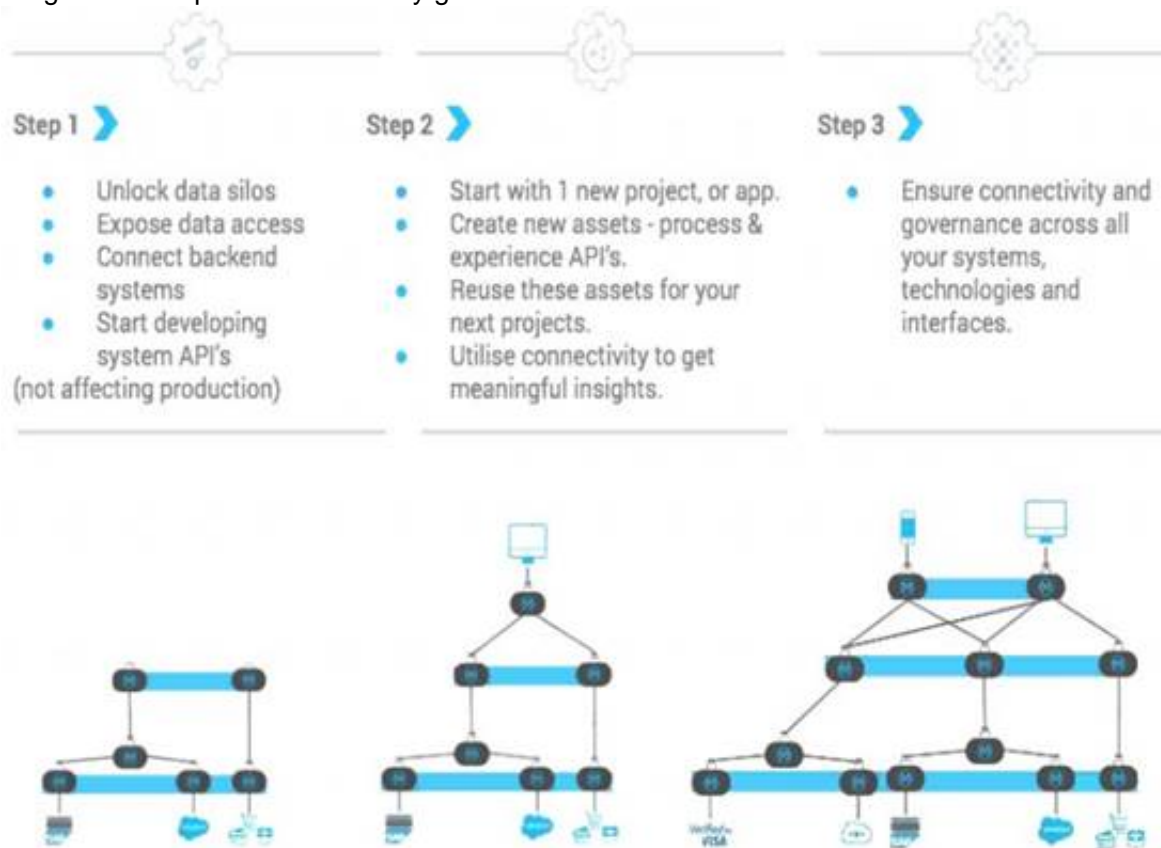 Step 1
Unlock data silos
Expose data access
Connect backend
systems
Start developing
system API's
(not affecting production)
Step 2
Start with 1 new project, or app.
Create new assets - process &
experience API's.
Reuse these assets for your
next projects.
Utilise connectivity to get
meaningful insights.
Step 3
Ensure connectivity and
governance across all
your systems,
technologies and
interfaces.
VISA